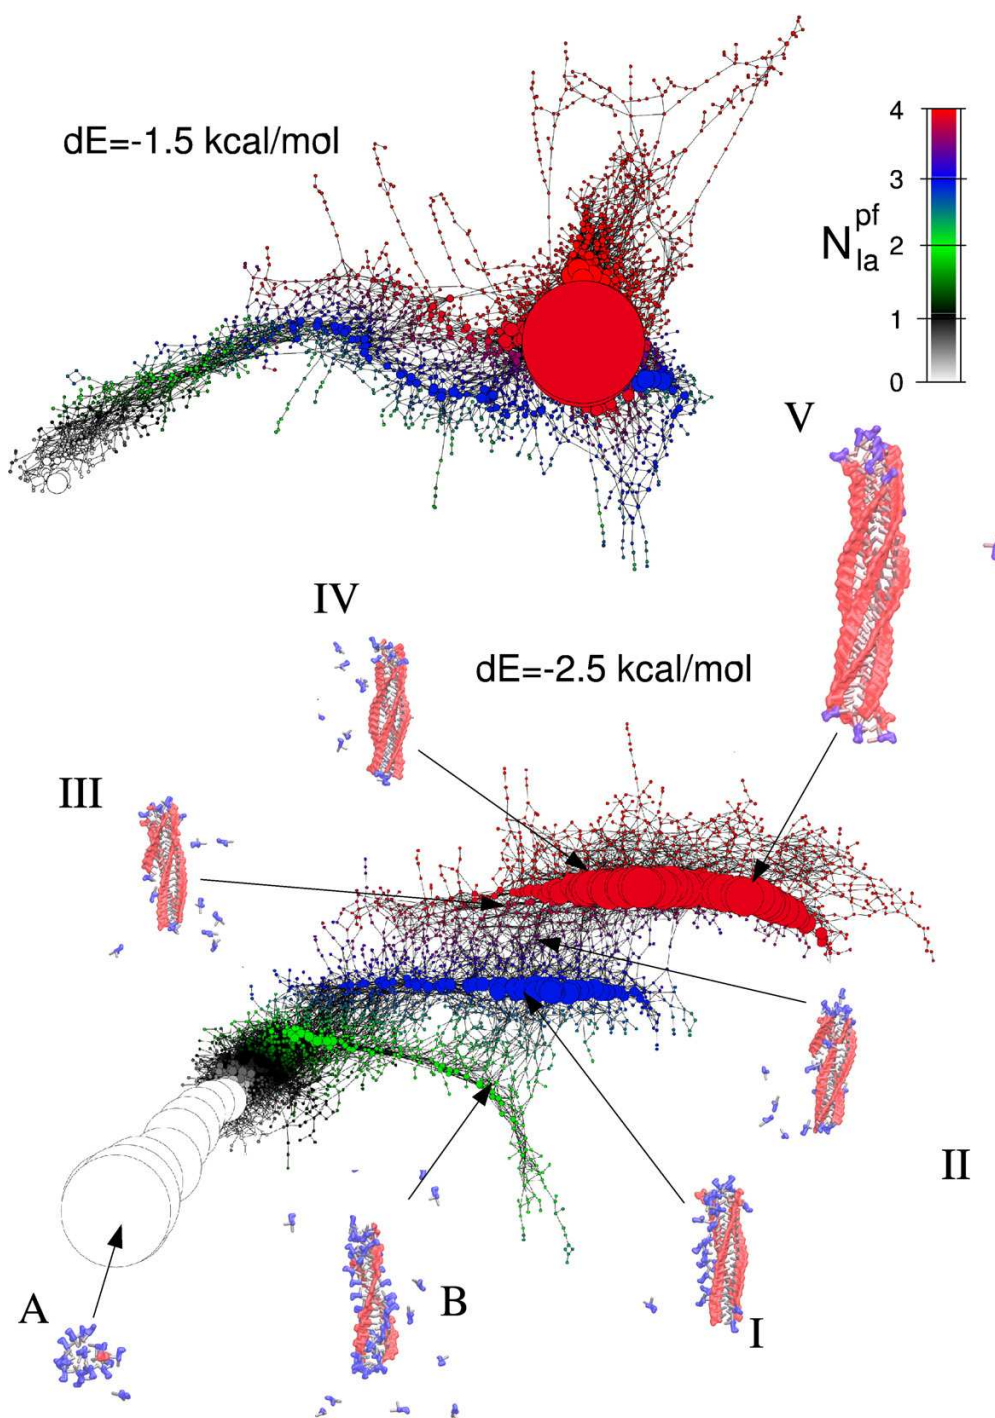 dE=-1.5 kcal/mol
4
3
N_la^pf
2
1
0
V
IV
dE=-2.5 kcal/mol
III
II
A
B
I